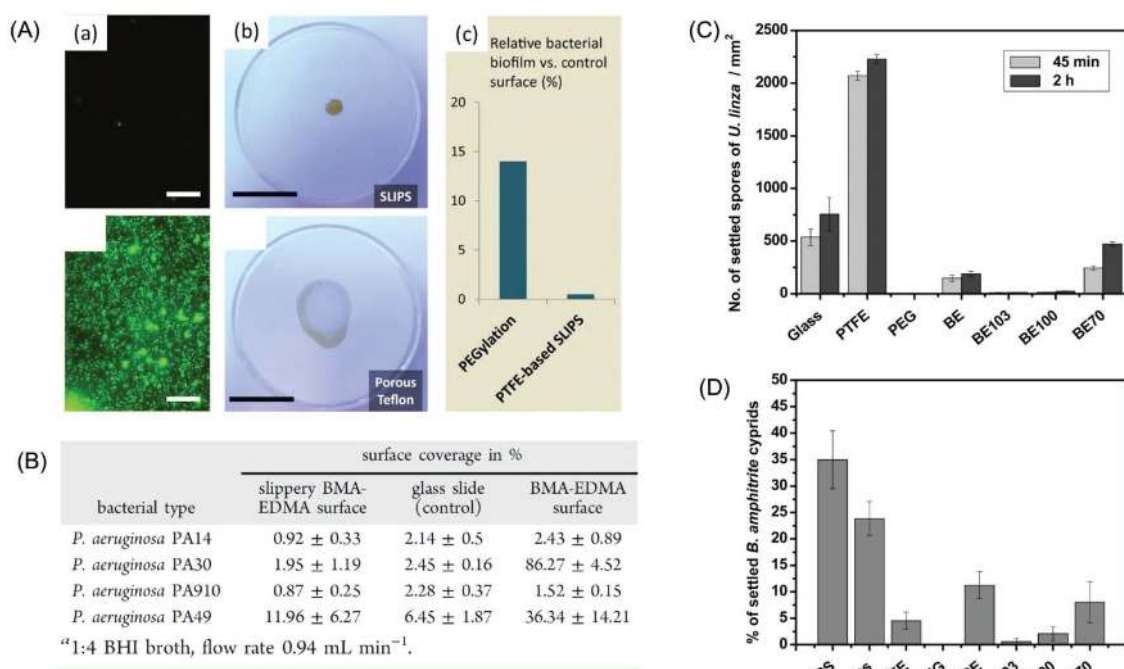 (A)
(a)
(b)
SLIPS
Porous
Teflon
(c)
Relative bacterial
biofilm vs. control
surface (%)
20
15
10
5
0
PEGylation
PTFE-based SLIPS
(B)
surface coverage in %
bacterial type
slippery BMA-
EDMA surface
glass slide
(control)
BMA-EDMA
surface
P. aeruginosa PA14 0.92 ± 0.33 2.14 ± 0.5 2.43 ± 0.89
P. aeruginosa PA30 1.95 ± 1.19 2.45 ± 0.16 86.27 ± 4.52
P. aeruginosa PA910 0.87 ± 0.25 2.28 ± 0.37 1.52 ± 0.15
P. aeruginosa PA49 11.96 ± 6.27 6.45 ± 1.87 36.34 ± 14.21
a1:4 BHI broth, flow rate 0.94 mL min−1.
(C)
No. of settled spores of U. linza / mm2
2500
2000
1500
1000
500
0
45 min
2 h
Glass
PTFE
PEG
BE
BE103
BE100
BE70
(D)
% of settled B. amphitrite cyprids
50
45
40
35
30
25
20
15
10
5
0